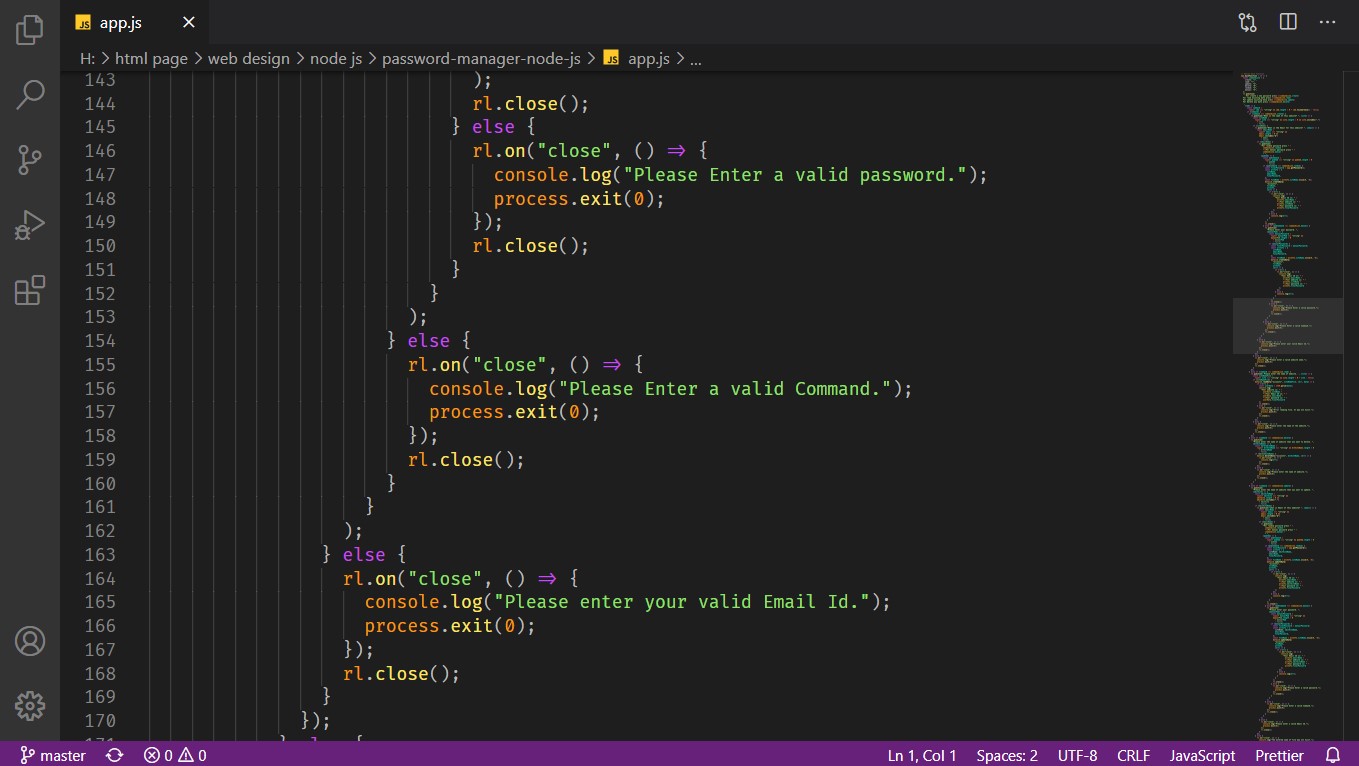 JS app.js
H: > html page > web design > node js > password-manager-node-js > JS app.js > ...
143 );
144 rl.close();
145 } else {
146 rl.on("close", () => {
147 console.log("Please Enter a valid password.");
148 process.exit(0);
149 });
150 rl.close();
151 }
152 }
153 );
154 } else {
155 rl.on("close", () => {
156 console.log("Please Enter a valid Command.");
157 process.exit(0);
158 });
159 rl.close();
160 }
161 }
162 );
163 } else {
164 rl.on("close", () => {
165 console.log("Please enter your valid Email Id.");
166 process.exit(0);
167 });
168 rl.close();
169 }
170 });
master 0 0 Ln 1, Col 1 Spaces: 2 UTF-8 CRLF JavaScript Prettier